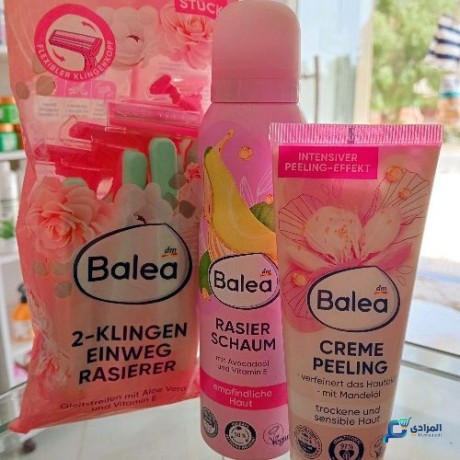 STÜCK
FLEXIBLER KLINGENKOPF
dm
Balea
2-KLINGEN
EINWEG
RASIERER
Gleitstreifen mit Aloe Vera
und Vitamin E
dm
Balea
RASIER
SCHAUM
mit Avocadoöl
und Vitamin E
empfindliche
Haut
INTENSIVER
PEELING-EFFEKT
dm
Balea
CREME
PEELING
verfeinert das
- mit Mandelöl
trockene und
sensible Haut
المرادي